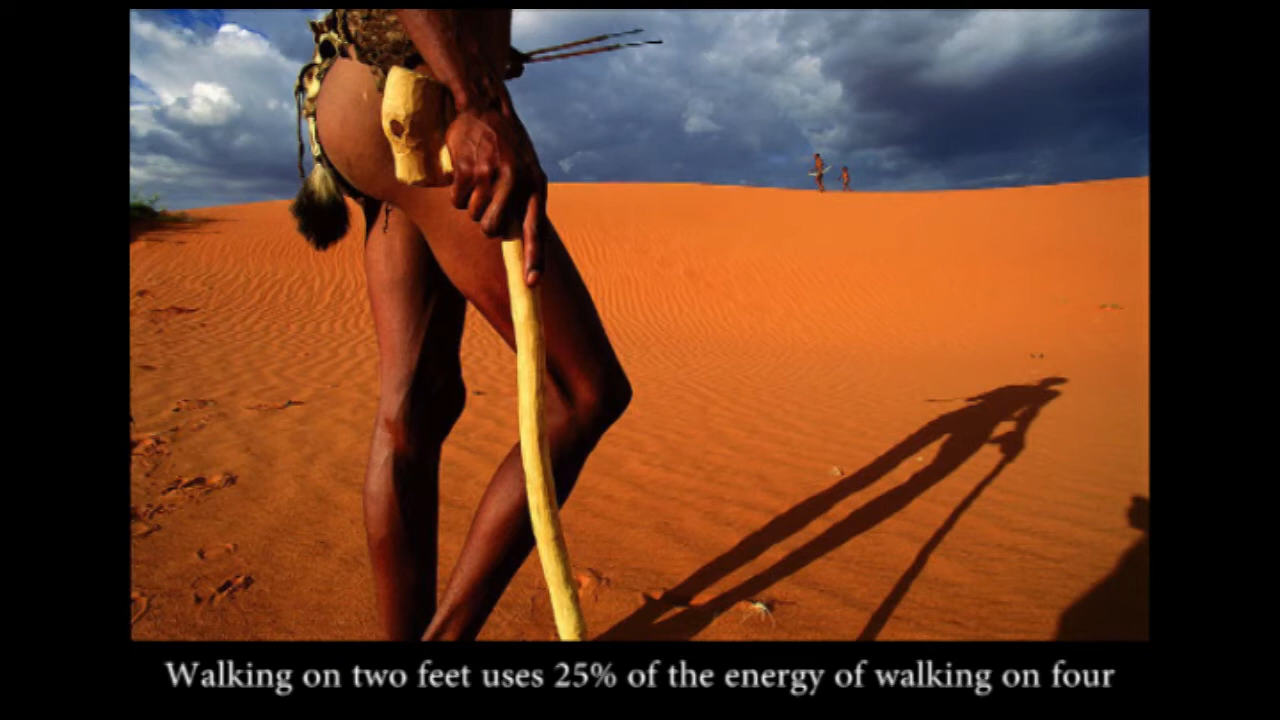 Walking on two feet uses 25% of the energy of walking on four